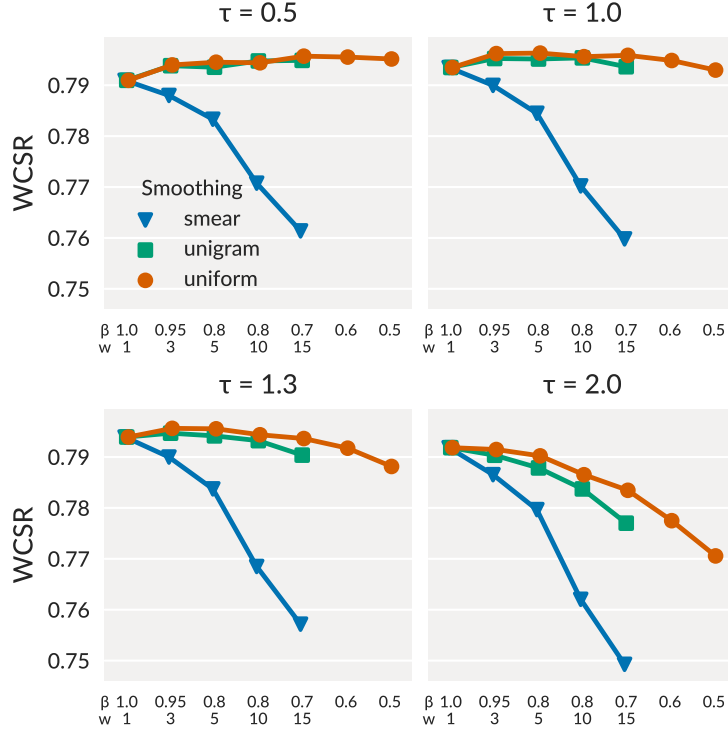 τ = 0.5
τ = 1.0
WCSR
0.79
0.78
0.77
0.76
0.75
Smoothing
smear
unigram
uniform
β 1.0 0.95 0.8 0.8 0.7 0.6 0.5
w 1 3 5 10 15
β 1.0 0.95 0.8 0.8 0.7 0.6 0.5
w 1 3 5 10 15
τ = 1.3
τ = 2.0
WCSR
0.79
0.78
0.77
0.76
0.75
β 1.0 0.95 0.8 0.8 0.7 0.6 0.5
w 1 3 5 10 15
β 1.0 0.95 0.8 0.8 0.7 0.6 0.5
w 1 3 5 10 15